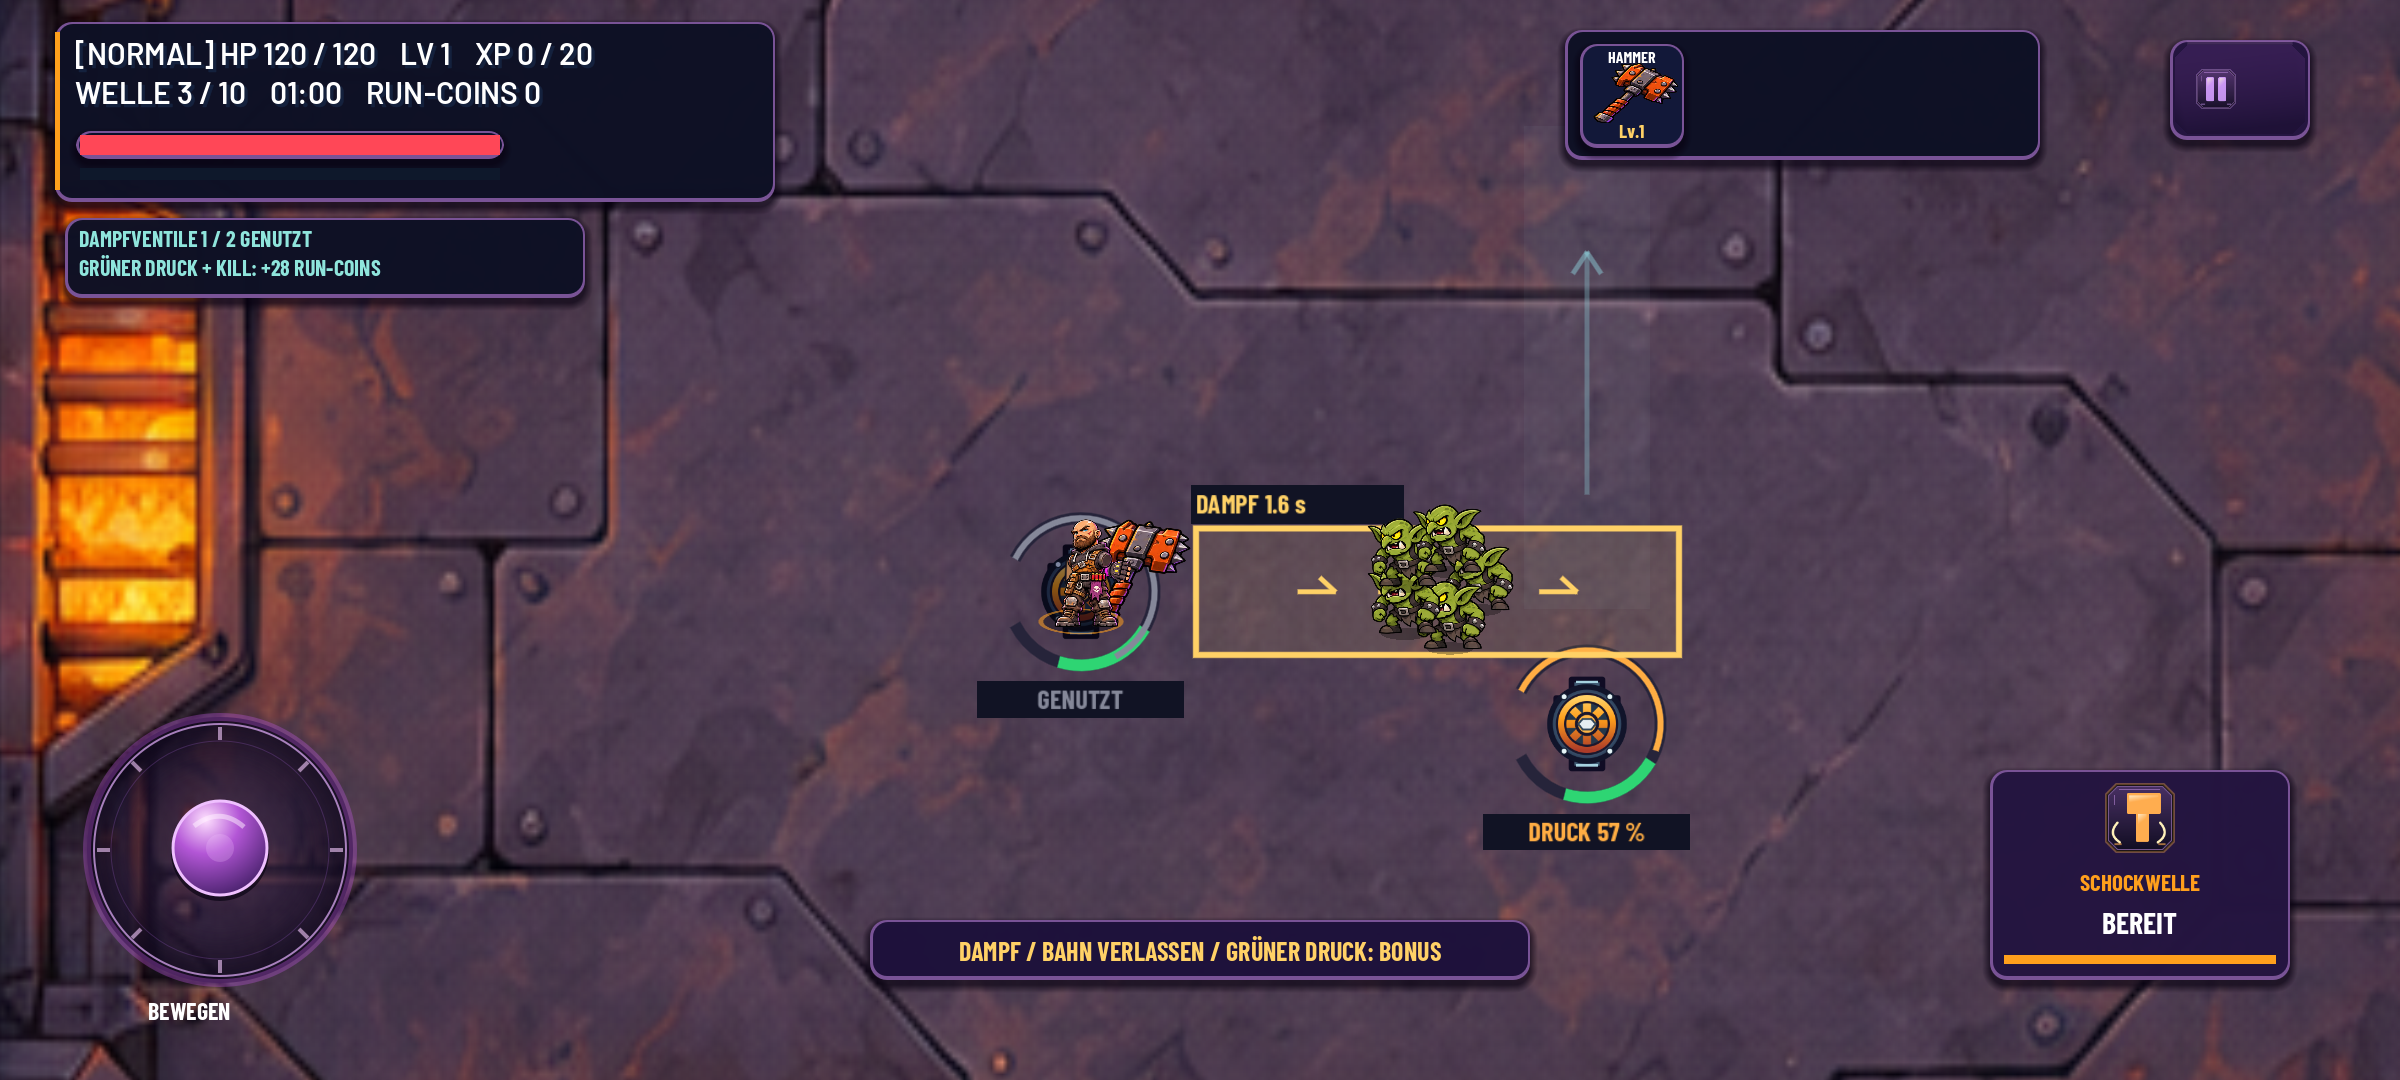 [NORMAL] HP 120 / 120 LV 1 XP 0 / 20
WELLE 3 / 10 01:00 RUN-COINS 0
HAMMER
Lv.1
DAMPFVENTILE 1 / 2 GENUTZT
GRÜNER DRUCK + KILL: +28 RUN-COINS
DAMPF 1.6 s
GENUTZT
DRUCK 57 %
SCHOCKWELLE
BEREIT
DAMPF / BAHN VERLASSEN / GRÜNER DRUCK: BONUS
BEWEGEN